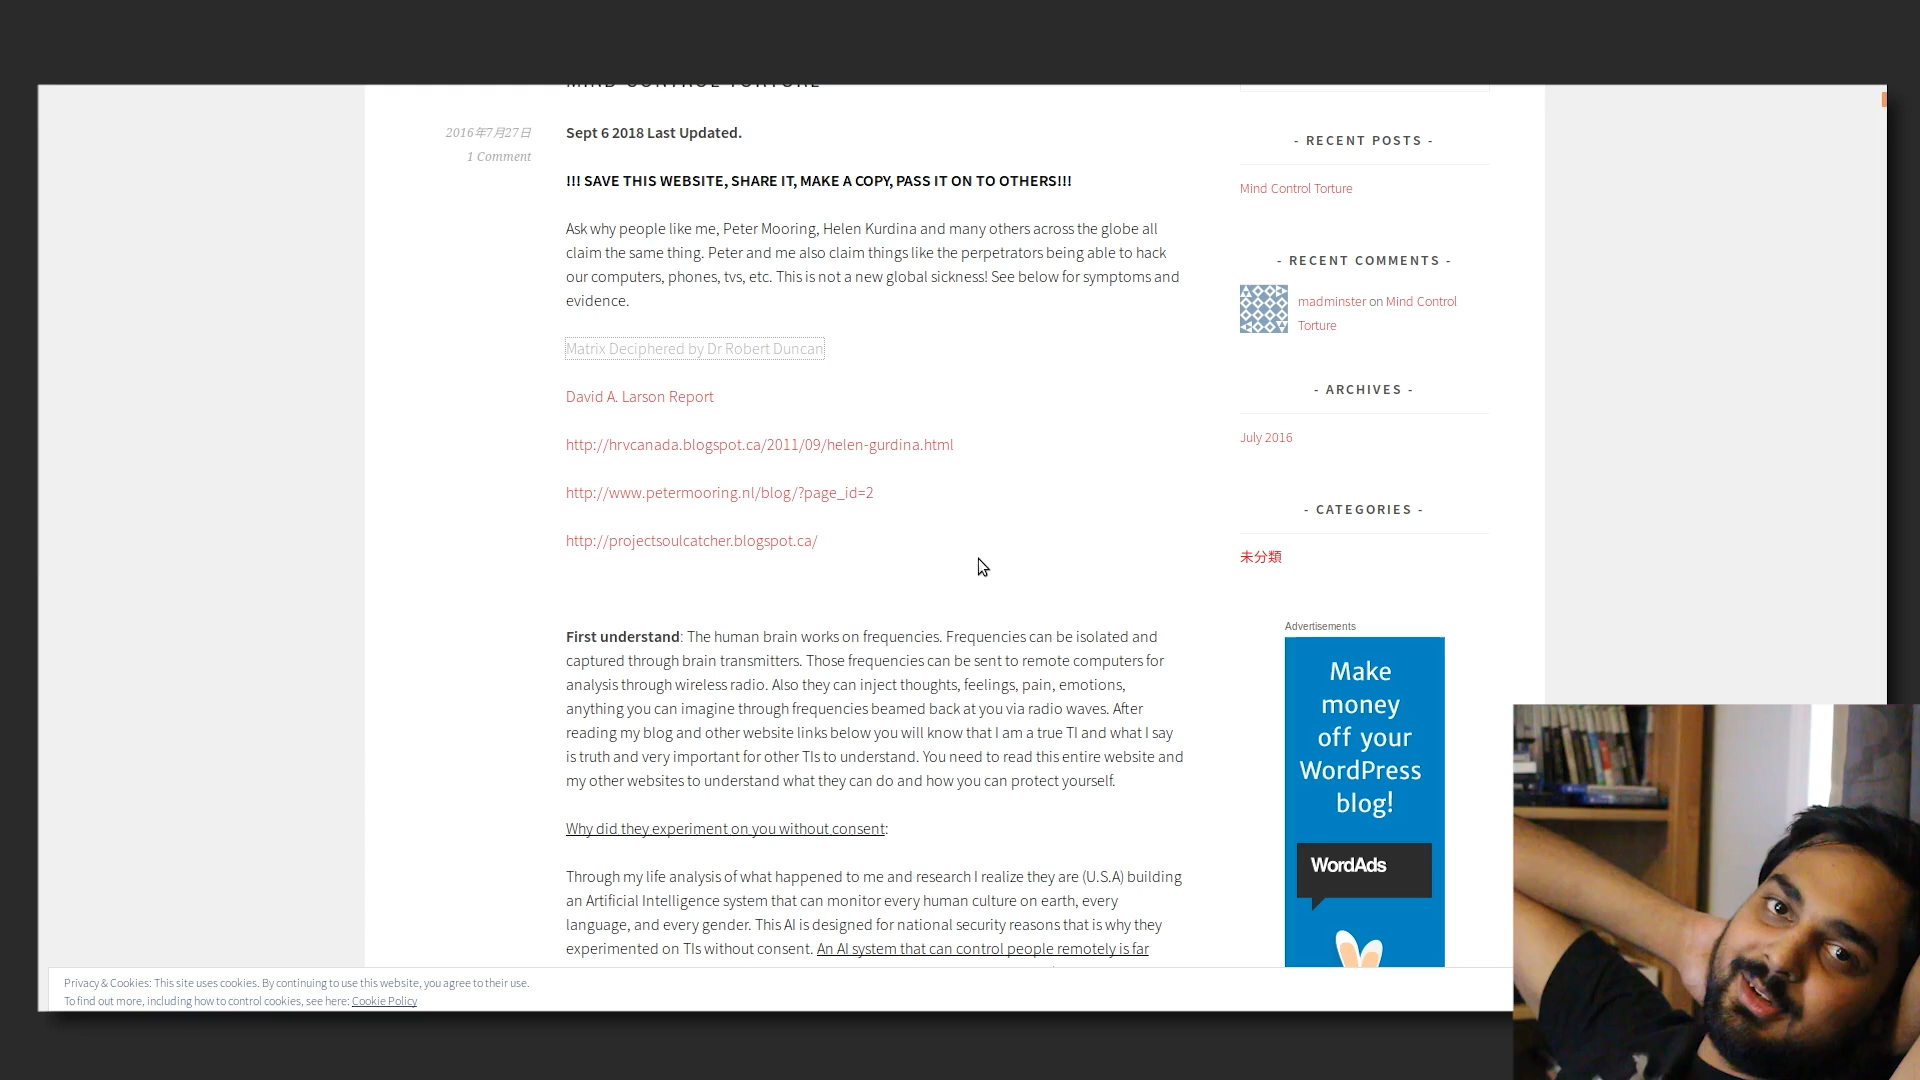 MIND CONTROL TORTURE
2016年7月27日
1 Comment
Sept 6 2018 Last Updated.
!!! SAVE THIS WEBSITE, SHARE IT, MAKE A COPY, PASS IT ON TO OTHERS!!!
Ask why people like me, Peter Mooring, Helen Kurdina and many others across the globe all
claim the same thing. Peter and me also claim things like the perpetrators being able to hack
our computers, phones, tvs, etc. This is not a new global sickness! See below for symptoms and
evidence.
Matrix Deciphered by Dr Robert Duncan
David A. Larson Report
http://hrvcanada.blogspot.ca/2011/09/helen-gurdina.html
http://www.petermooring.nl/blog/?page_id=2
http://projectsoulcatcher.blogspot.ca/
First understand: The human brain works on frequencies. Frequencies can be isolated and
captured through brain transmitters. Those frequencies can be sent to remote computers for
analysis through wireless radio. Also they can inject thoughts, feelings, pain, emotions,
anything you can imagine through frequencies beamed back at you via radio waves. After
reading my blog and other website links below you will know that I am a true TI and what I say
is truth and very important for other TIs to understand. You need to read this entire website and
my other websites to understand what they can do and how you can protect yourself.
Why did they experiment on you without consent:
Through my life analysis of what happened to me and research I realize they are (U.S.A) building
an Artificial Intelligence system that can monitor every human culture on earth, every
language, and every gender. This AI is designed for national security reasons that is why they
experimented on TIs without consent. An AI system that can control people remotely is far
- RECENT POSTS -
Mind Control Torture
- RECENT COMMENTS -
madminster on Mind Control
Torture
- ARCHIVES -
July 2016
- CATEGORIES -
未分類
Advertisements
Make
money
off your
WordPress
blog!
WordAds
Privacy & Cookies: This site uses cookies. By continuing to use this website, you agree to their use.
To find out more, including how to control cookies, see here: Cookie Policy